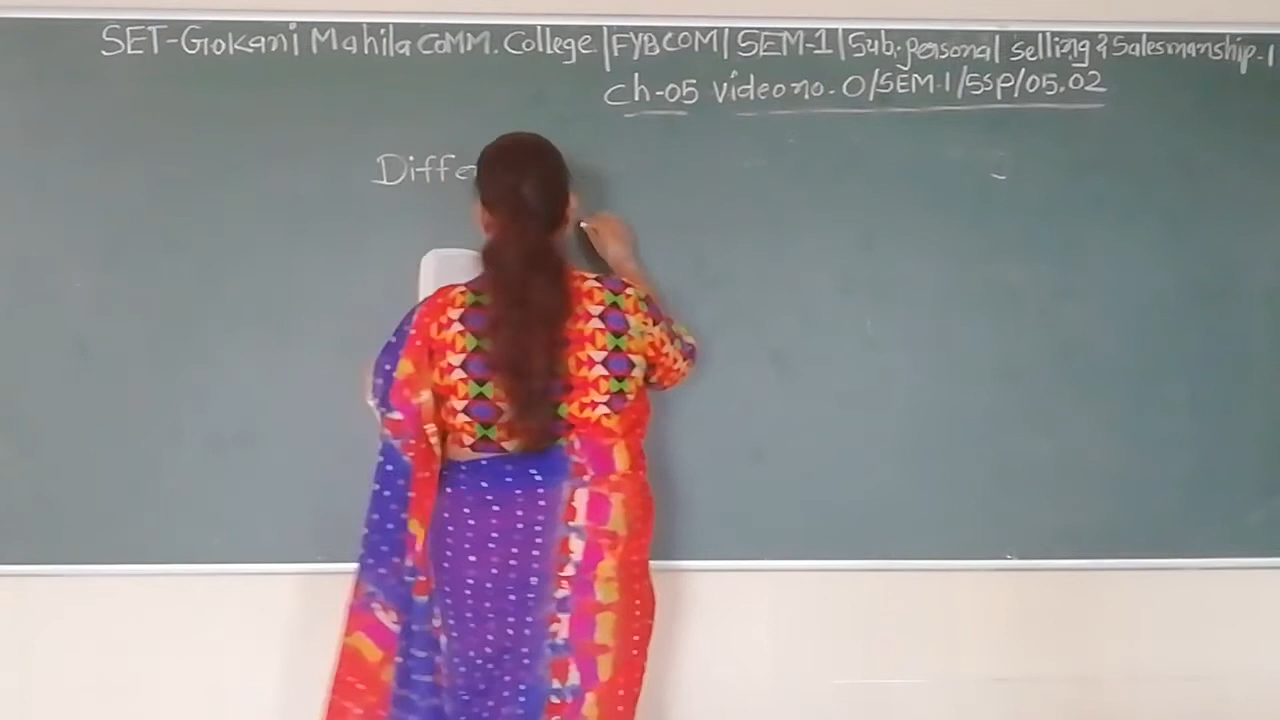 SET-Gokani Mahila COMM. College | FYBCOM | SEM-1 | Sub: personal selling & Salesmanship-1
Ch-05 video no. O/SEM.1/SSP/05.02
Diffe